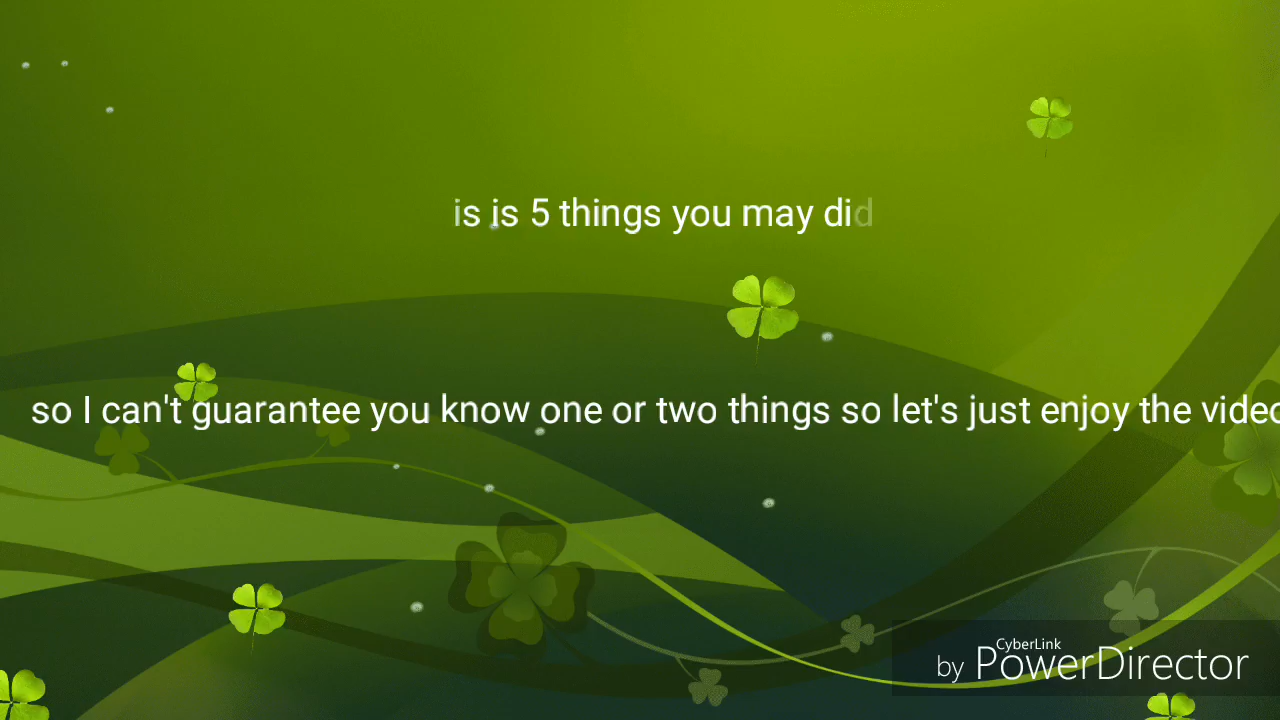 is is 5 things you may did
so I can't guarantee you know one or two things so let's just enjoy the video
by CyberLink PowerDirector